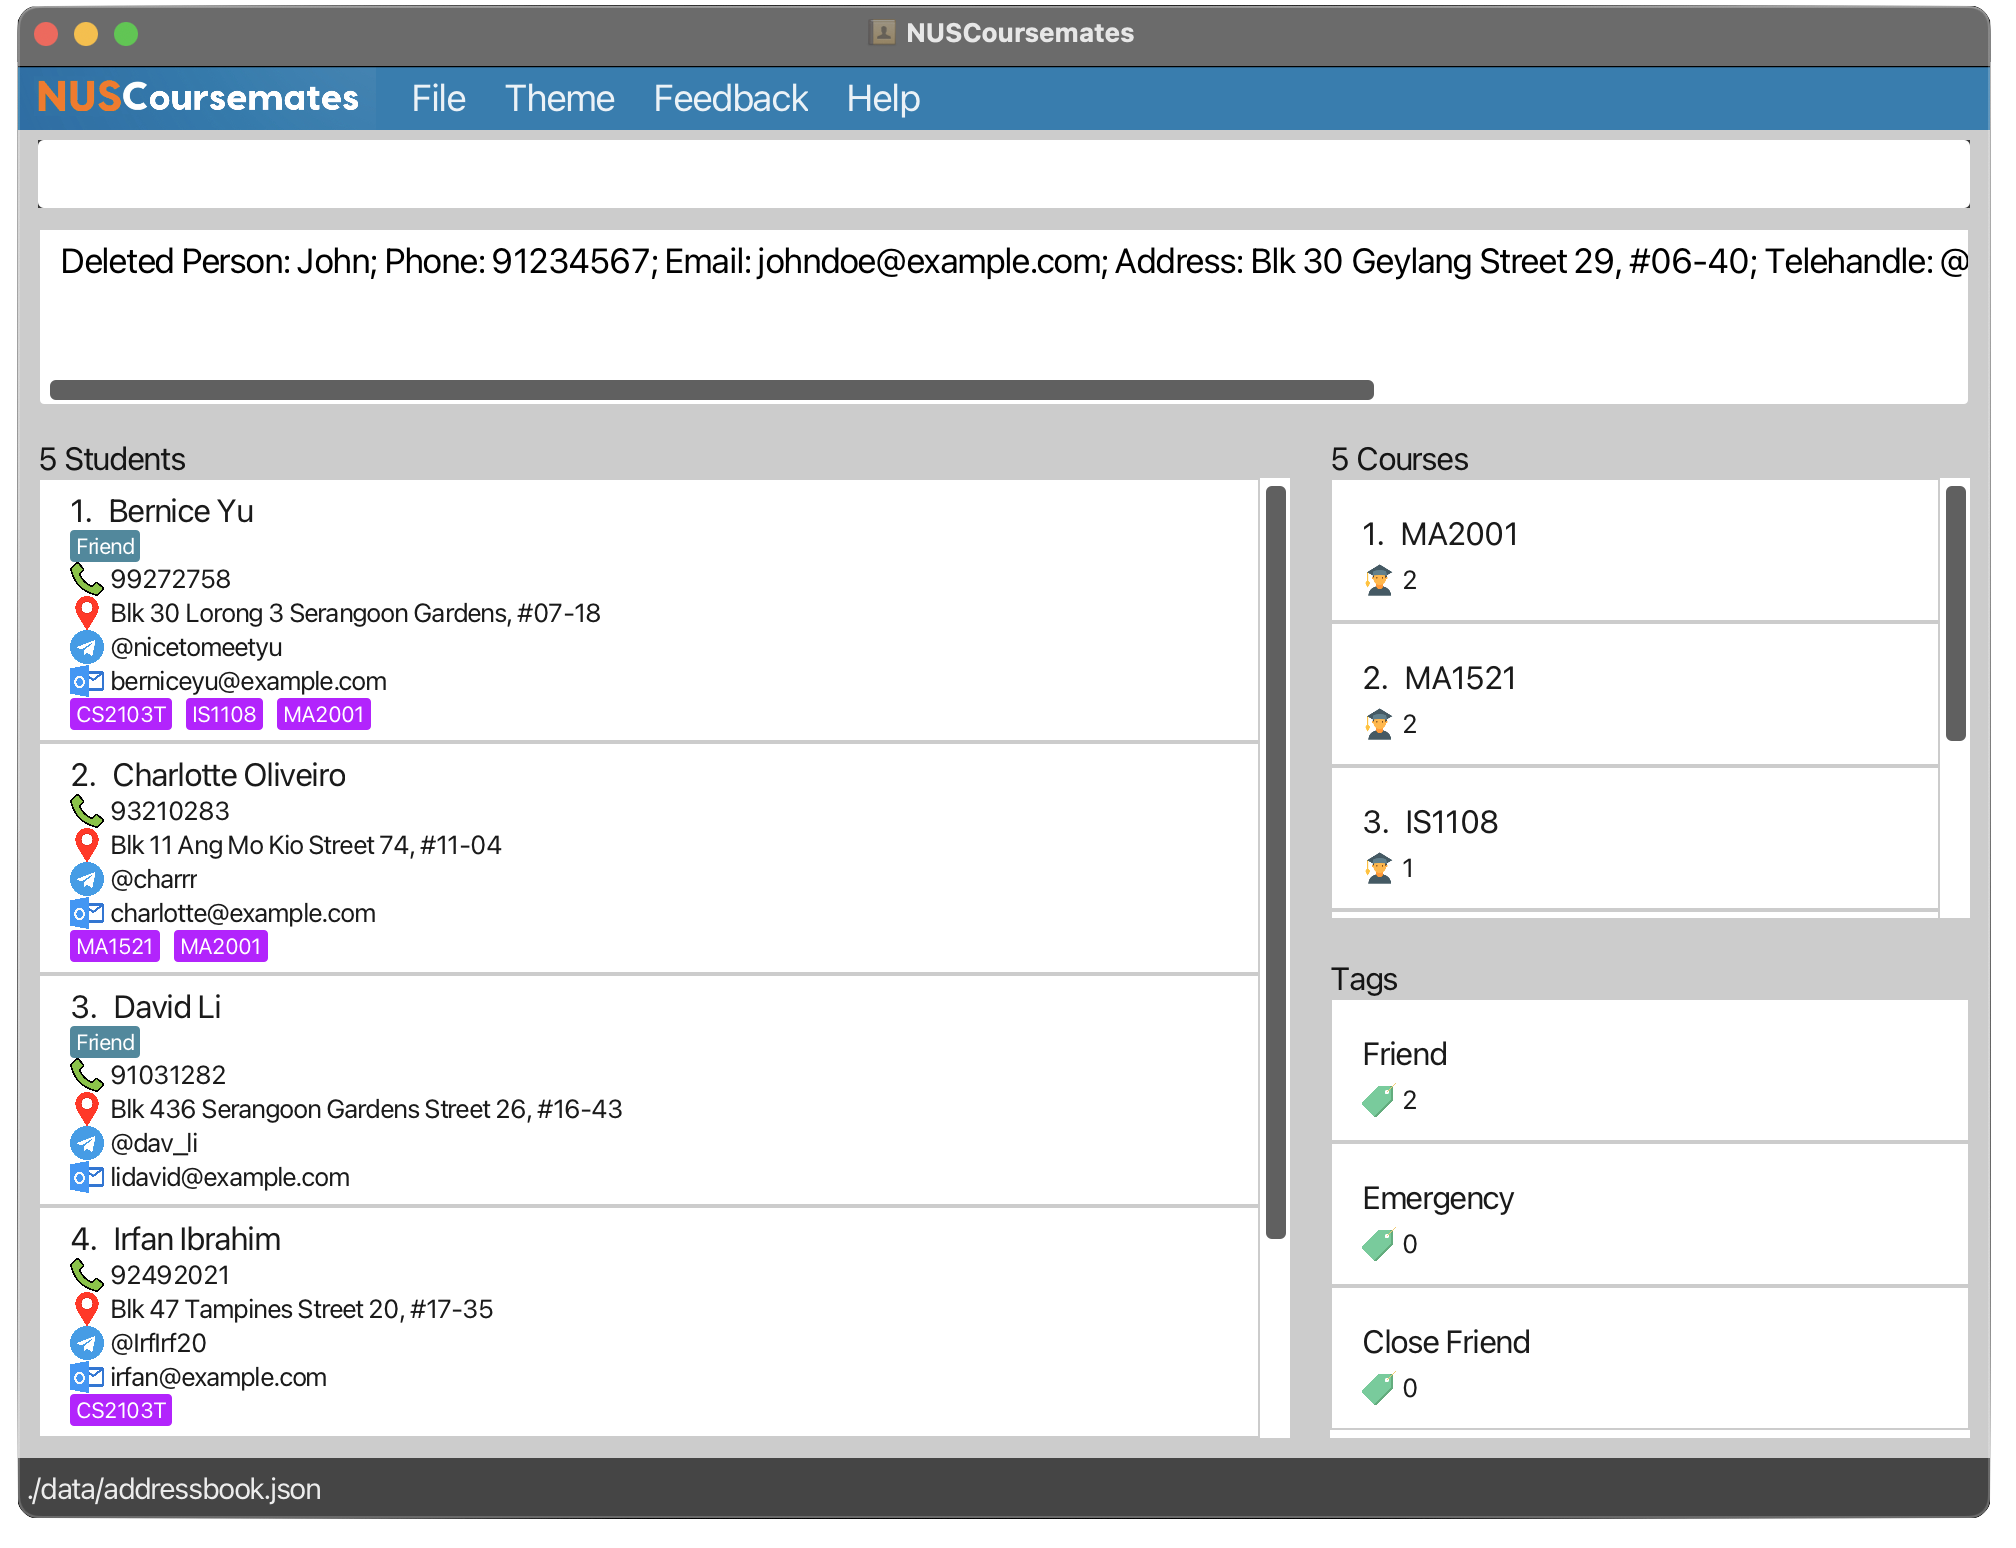 NUSCoursemates
NUSCoursemates File Theme Feedback Help
Deleted Person: John; Phone: 91234567; Email: johndoe@example.com; Address: Blk 30 Geylang Street 29, #06-40; Telehandle: @
5 Students
1. Bernice Yu
Friend
99272758
Blk 30 Lorong 3 Serangoon Gardens, #07-18
@nicetomeetyu
berniceyu@example.com
CS2103T IS1108 MA2001
2. Charlotte Oliveiro
93210283
Blk 11 Ang Mo Kio Street 74, #11-04
@charrr
charlotte@example.com
MA1521 MA2001
3. David Li
Friend
91031282
Blk 436 Serangoon Gardens Street 26, #16-43
@dav_li
lidavid@example.com
4. Irfan Ibrahim
92492021
Blk 47 Tampines Street 20, #17-35
@IrfIrf20
irfan@example.com
CS2103T
5 Courses
1. MA2001
2
2. MA1521
2
3. IS1108
1
Tags
Friend
2
Emergency
0
Close Friend
0
./data/addressbook.json